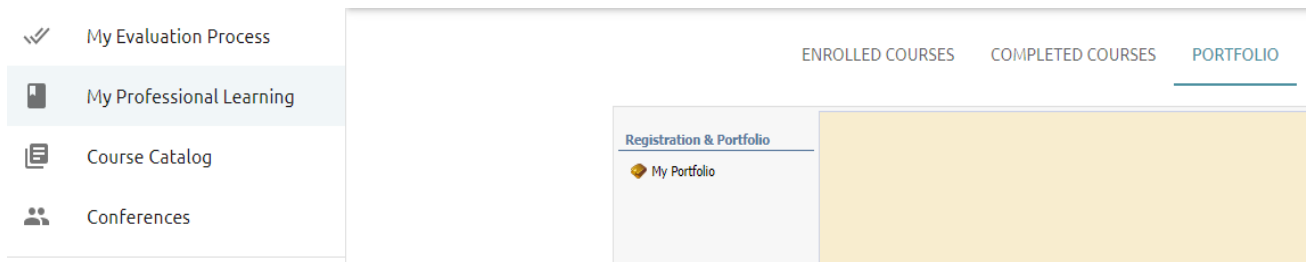 My Evaluation Process
My Professional Learning
Course Catalog
Conferences
ENROLLED COURSES COMPLETED COURSES PORTFOLIO
Registration & Portfolio
My Portfolio